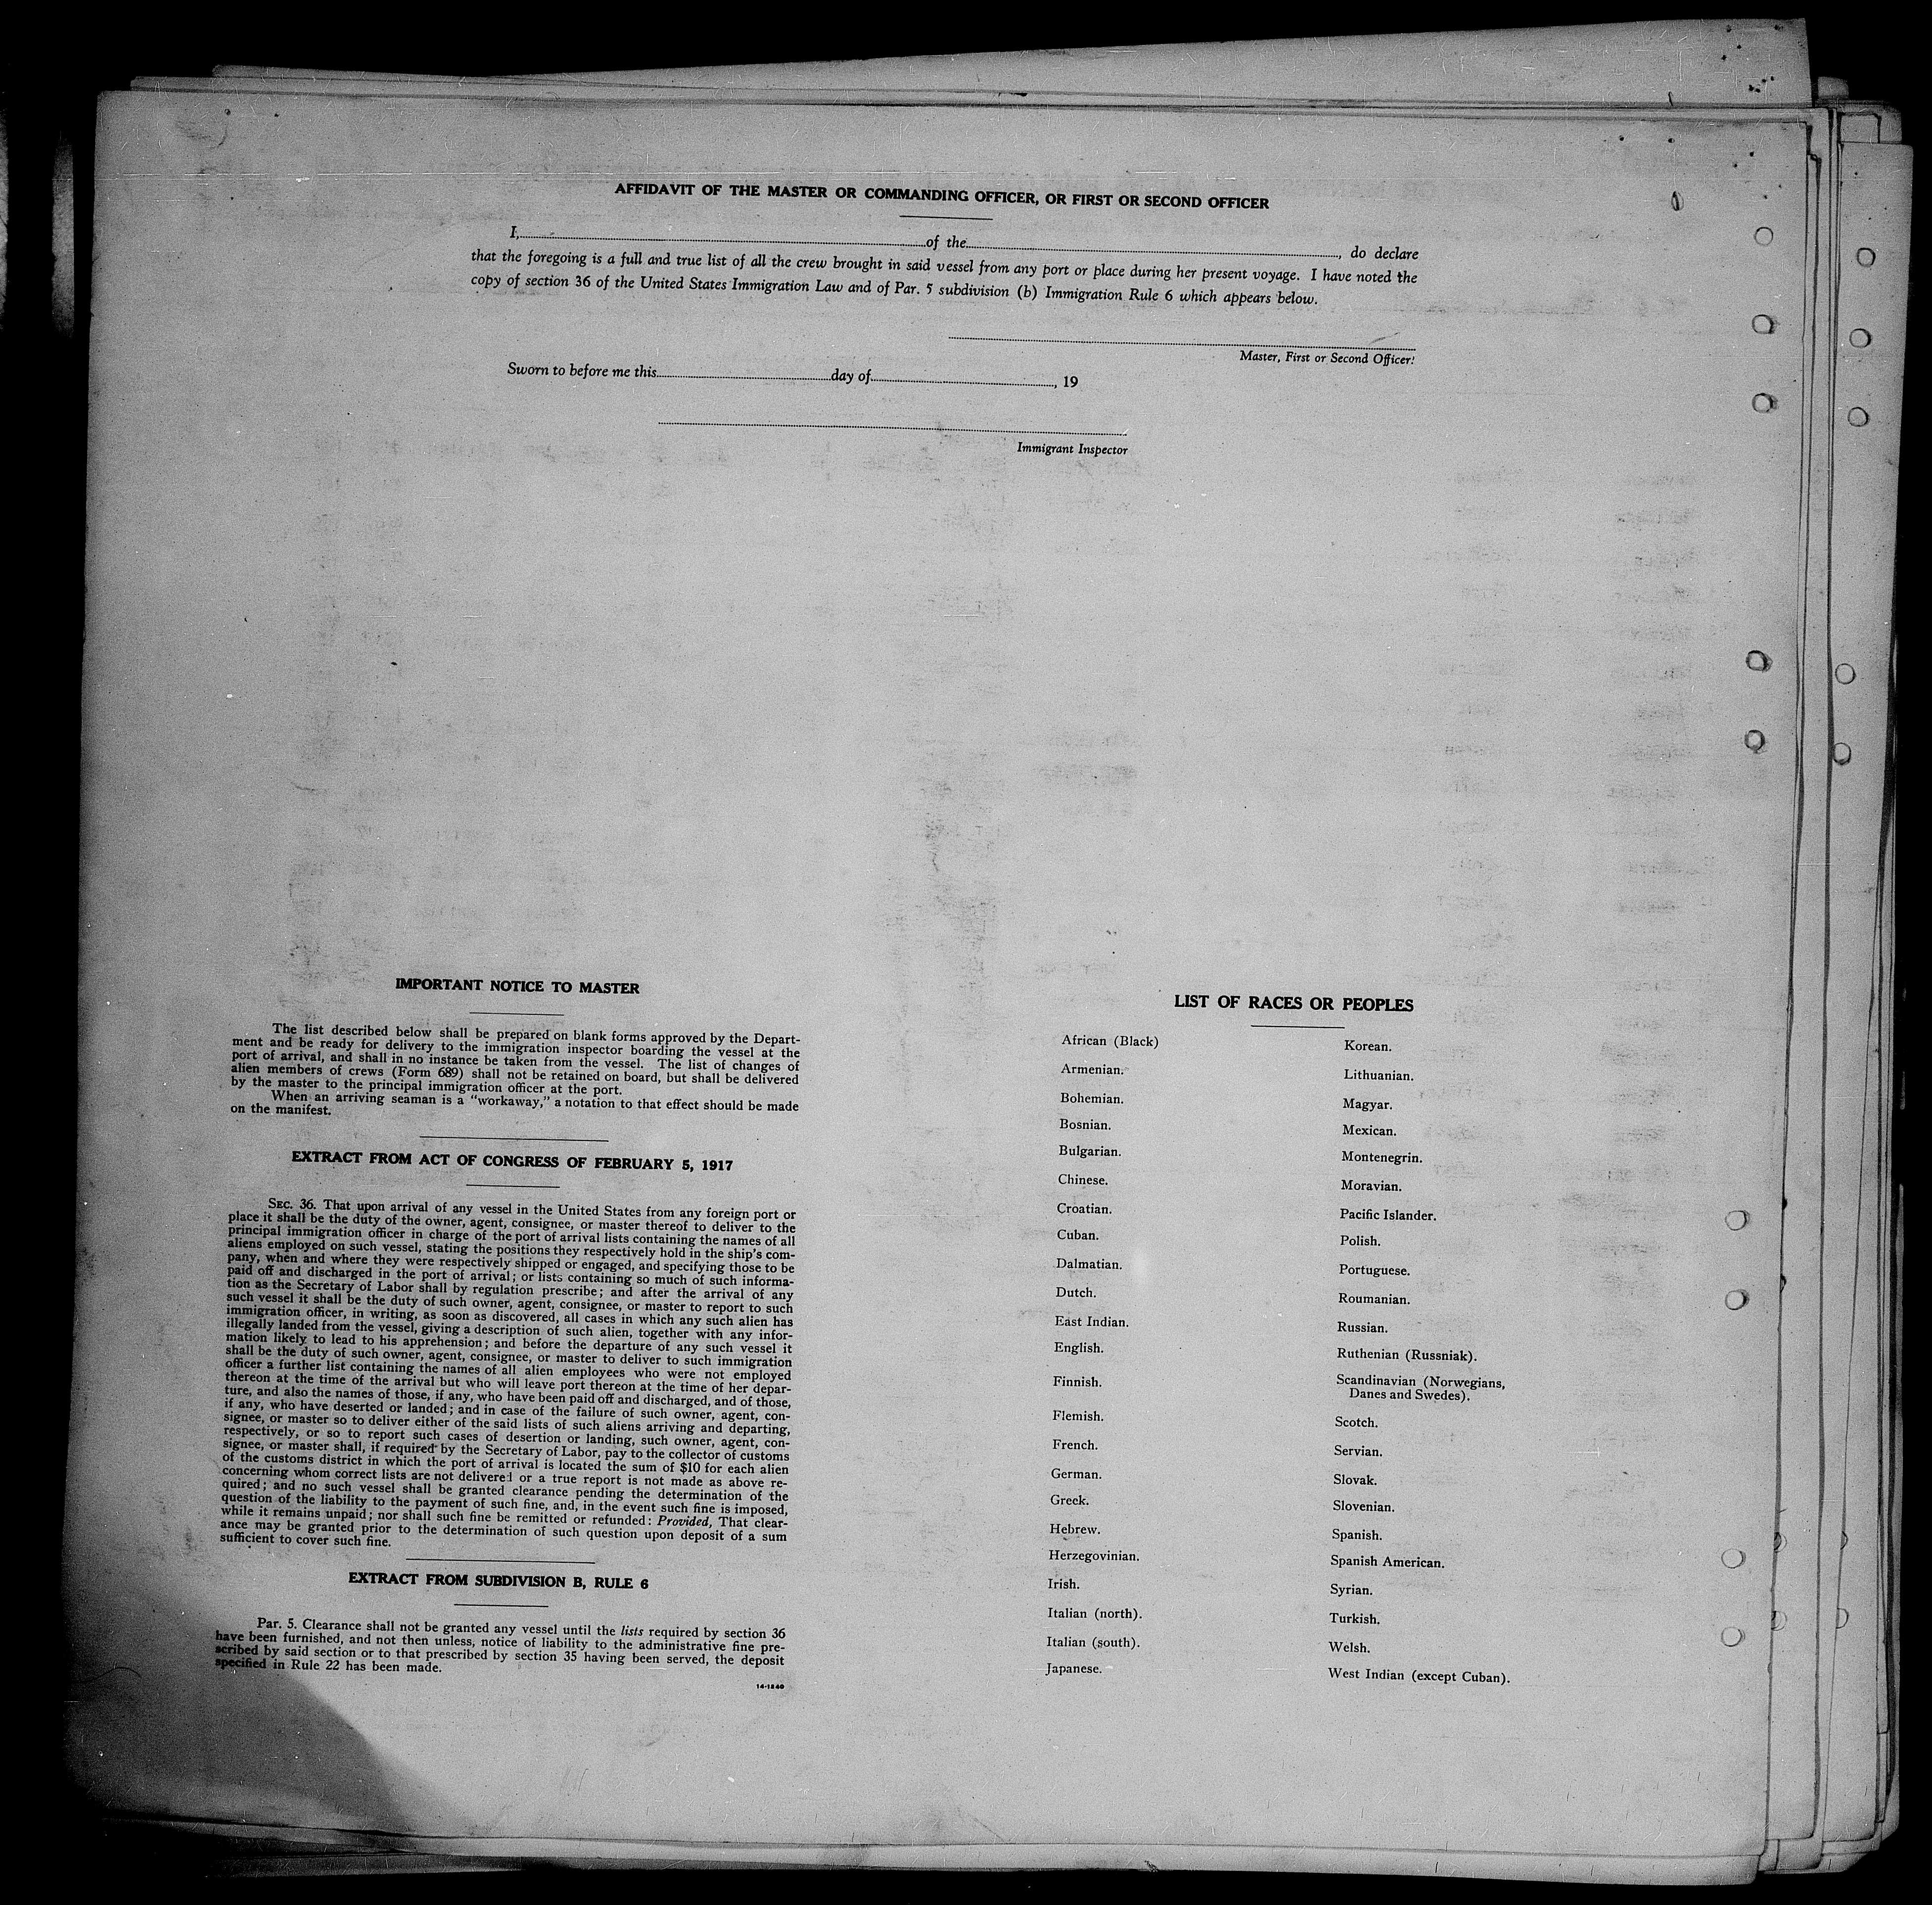 AFFIDAVIT OF THE MASTER OR COMMANDING OFFICER, OR FIRST OR SECOND OFFICER
I, of the , do declare
that the foregoing is a full and true list of all the crew brought in said vessel from any port or place during her present voyage. I have noted the
copy of section 36 of the United States Immigration Law and of Par. 5 subdivision (b) Immigration Rule 6 which appears below.
Master, First or Second Officer.
Sworn to before me this day of , 19
Immigrant Inspector
IMPORTANT NOTICE TO MASTER
The list described below shall be prepared on blank forms approved by the Depart-
ment and be ready for delivery to the immigration inspector boarding the vessel at the
port of arrival, and shall in no instance be taken from the vessel. The list of changes of
alien members of crews (Form 689) shall not be retained on board, but shall be delivered
by the master to the principal immigration officer at the port.
When an arriving seaman is a "workaway," a notation to that effect should be made
on the manifest.
EXTRACT FROM ACT OF CONGRESS OF FEBRUARY 5, 1917
SEC. 36. That upon arrival of any vessel in the United States from any foreign port or
place it shall be the duty of the owner, agent, consignee, or master thereof to deliver to the
principal immigration officer in charge of the port of arrival lists containing the names of all
aliens employed on such vessel, stating the positions they respectively hold in the ship's com-
pany, when and where they were respectively shipped or engaged, and specifying those to be
paid off and discharged in the port of arrival; or lists containing so much of such informa-
tion as the Secretary of Labor shall by regulation prescribe; and after the arrival of any
such vessel it shall be the duty of such owner, agent, consignee, or master to report to such
immigration officer, in writing, as soon as discovered, all cases in which any such alien has
illegally landed from the vessel, giving a description of such alien, together with any infor-
mation likely to lead to his apprehension; and before the departure of any such vessel it
shall be the duty of such owner, agent, consignee, or master to deliver to such immigration
officer a further list containing the names of all alien employees who were not employed
thereon at the time of the arrival but who will leave port thereon at the time of her depar-
ture, and also the names of those, if any, who have been paid off and discharged, and of those,
if any, who have deserted or landed; and in case of the failure of such owner, agent, con-
signee, or master so to deliver either of the said lists of such aliens arriving and departing,
respectively, or so to report such cases of desertion or landing, such owner, agent, con-
signee, or master shall, if required by the Secretary of Labor, pay to the collector of customs
of the customs district in which the port of arrival is located the sum of $10 for each alien
concerning whom correct lists are not delivered or a true report is not made as above re-
quired; and no such vessel shall be granted clearance pending the determination of the
question of the liability to the payment of such fine, and, in the event such fine is imposed,
while it remains unpaid; nor shall such fine be remitted or refunded: Provided, That clear-
ance may be granted prior to the determination of such question upon deposit of a sum
sufficient to cover such fine.
EXTRACT FROM SUBDIVISION B, RULE 6
Par. 5. Clearance shall not be granted any vessel until the lists required by section 36
have been furnished, and not then unless, notice of liability to the administrative fine pre-
scribed by said section or to that prescribed by section 35 having been served, the deposit
specified in Rule 22 has been made.
14-1240
LIST OF RACES OR PEOPLES
African (Black)
Armenian.
Bohemian.
Bosnian.
Bulgarian.
Chinese.
Croatian.
Cuban.
Dalmatian.
Dutch.
East Indian.
English.
Finnish.
Flemish.
French.
German.
Greek.
Hebrew.
Herzegovinian.
Irish.
Italian (north).
Italian (south).
Japanese.
Korean.
Lithuanian.
Magyar.
Mexican.
Montenegrin.
Moravian.
Pacific Islander.
Polish.
Portuguese.
Roumanian.
Russian.
Ruthenian (Russniak).
Scandinavian (Norwegians,
Danes and Swedes).
Scotch.
Servian.
Slovak.
Slovenian.
Spanish.
Spanish American.
Syrian.
Turkish.
Welsh.
West Indian (except Cuban).